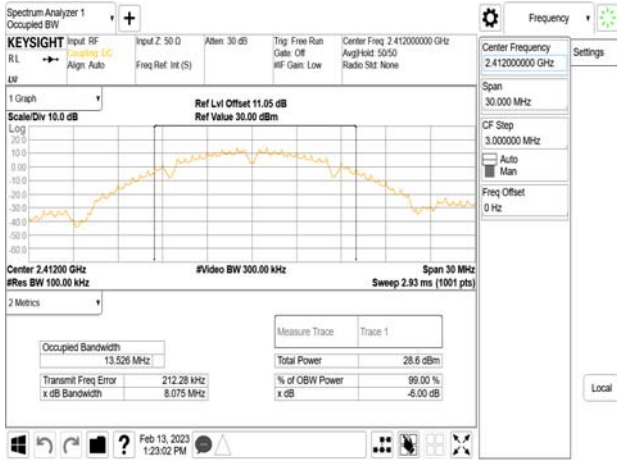 Spectrum Analyzer 1
Occupied BW
KEYSIGHT
RL
Input: RF
Coupling: DC
Align: Auto
Input Z: 50 Ω
Freq Ref: Int (S)
Atten: 30 dB
Trig: Free Run
Gate: Off
#IF Gain: Low
Center Freq: 2.412000000 GHz
Avg|Hold: 50/50
Radio Std: None
1 Graph
Scale/Div 10.0 dB
Ref Lvl Offset 11.05 dB
Ref Value 30.00 dBm
Log
20.0
10.0
0.00
-10.0
-20.0
-30.0
-40.0
-50.0
-60.0
Center 2.41200 GHz
#Res BW 100.00 kHz
#Video BW 300.00 kHz
Span 30 MHz
Sweep 2.93 ms (1001 pts)
2 Metrics
Measure Trace
Trace 1
Occupied Bandwidth
13.526 MHz
Total Power
28.6 dBm
Transmit Freq Error
212.28 kHz
% of OBW Power
99.00 %
x dB Bandwidth
8.075 MHz
x dB
-6.00 dB
Feb 13, 2023
1:23:02 PM
Frequency
Settings
Center Frequency
2.412000000 GHz
Span
30.000 MHz
CF Step
3.000000 MHz
Auto
Man
Freq Offset
0 Hz
Local